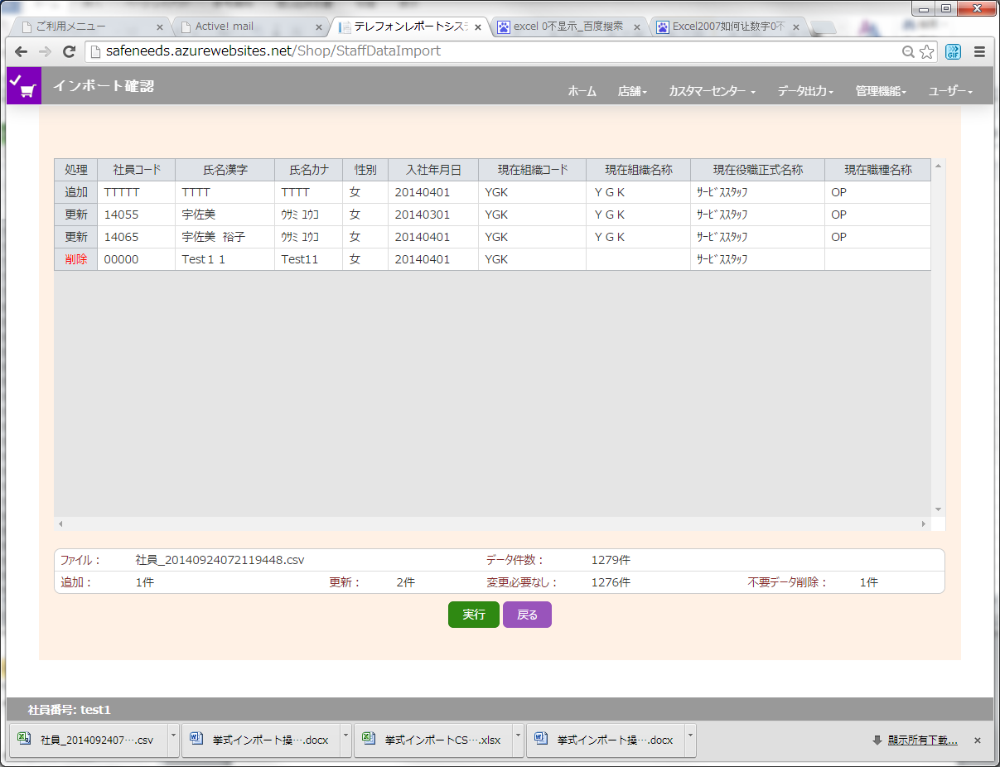 ご利用メニュー
Active! mail
テレフォンレポートシス
excel 0不显示_百度搜索
Excel2007如何让数字0不
safeneeds.azurewebsites.net/Shop/StaffDataImport
GIF
インポート確認
ホーム 店舗 カスタマーセンター データ出力 管理機能 ユーザー
処理 社員コード 氏名漢字 氏名カナ 性別 入社年月日 現在組織コード 現在組織名称 現在役職正式名称 現在職種名称
追加 TTTTT TTTT TTTT 女 20140401 YGK ＹＧＫ ｻｰﾋﾞｽｽﾀｯﾌ OP
更新 14055 宇佐美 ｳｻﾐ ﾕｳｺ 女 20140301 YGK ＹＧＫ ｻｰﾋﾞｽｽﾀｯﾌ OP
更新 14065 宇佐美 裕子 ｳｻﾐ ﾕｳｺ 女 20140401 YGK ＹＧＫ ｻｰﾋﾞｽｽﾀｯﾌ OP
削除 00000 Test１１ Test11 女 20140401 YGK ｻｰﾋﾞｽｽﾀｯﾌ
ファイル： 社員_20140924072119448.csv データ件数： 1279件
追加： 1件 更新： 2件 変更必要なし： 1276件 不要データ削除： 1件
実行 戻る
社員番号: test1
社員_2014092407….csv
挙式インポート操….docx
挙式インポートCS….xlsx
挙式インポート操….docx
顯示所有下載...